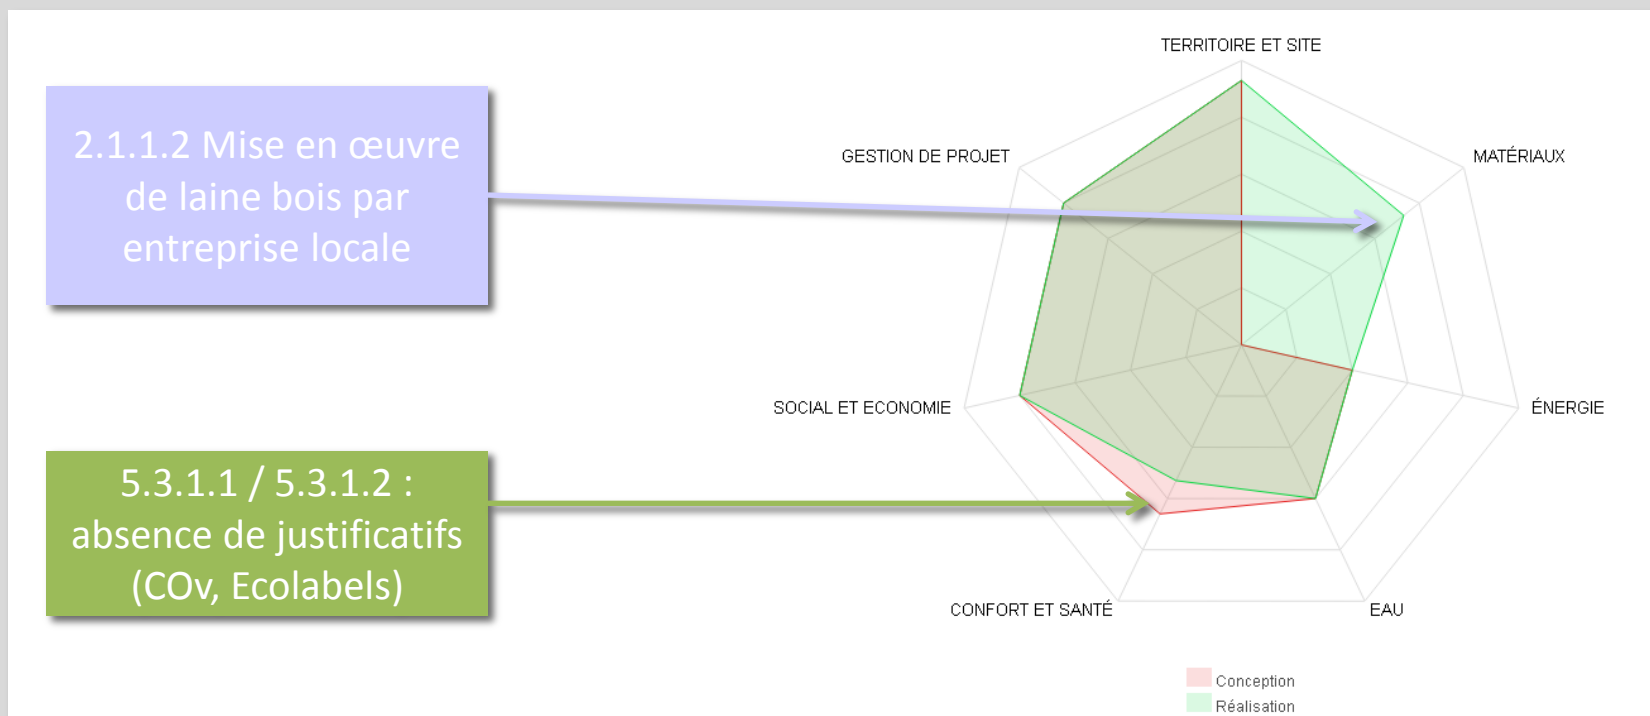 2.1.1.2 Mise en œuvre
de laine bois par
entreprise locale
5.3.1.1 / 5.3.1.2 :
absence de justificatifs
(COv, Ecolabels)
TERRITOIRE ET SITE
GESTION DE PROJET
MATÉRIAUX
SOCIAL ET ECONOMIE
ÉNERGIE
CONFORT ET SANTÉ
EAU
Conception
Réalisation